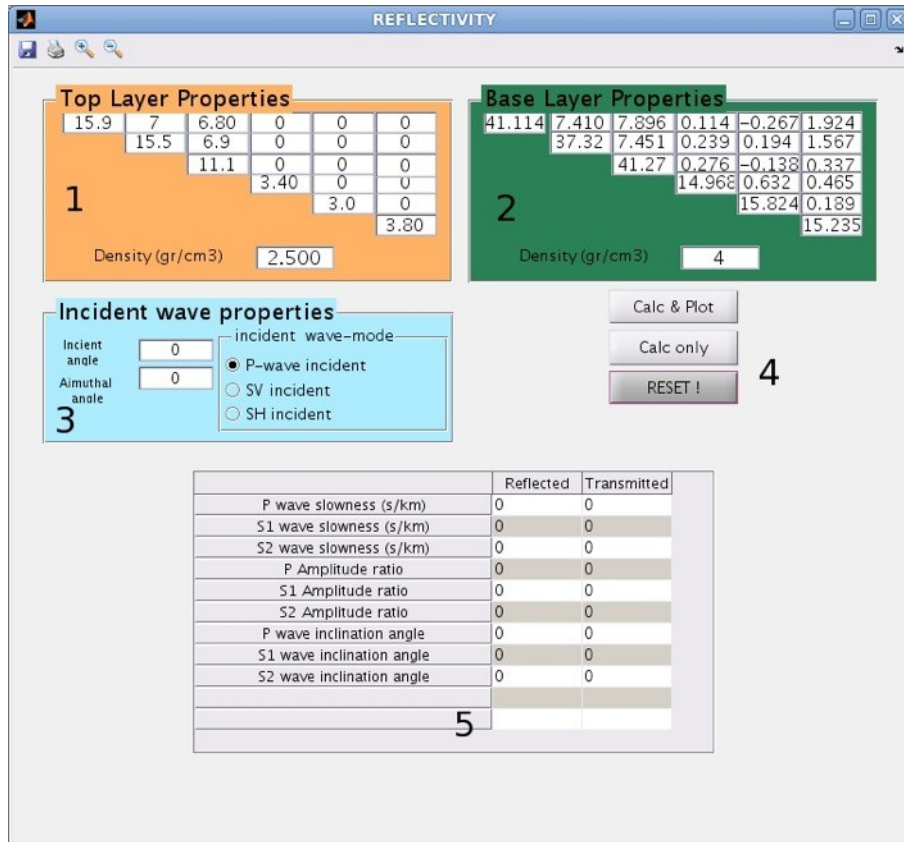 REFLECTIVITY
Top Layer Properties
15.9 7 6.80 0 0 0
15.5 6.9 0 0 0
11.1 0 0 0
3.40 0 0
3.0 0
3.80
1
Density (gr/cm3) 2.500
Base Layer Properties
41.114 7.410 7.896 0.114 −0.267 1.924
37.32 7.451 0.239 0.194 1.567
41.27 0.276 −0.138 0.337
14.968 0.632 0.465
15.824 0.189
15.235
2
Density (gr/cm3) 4
Incident wave properties
Incient angle 0
Aimuthal angle 0
3
incident wave-mode
P-wave incident
SV incident
SH incident
Calc & Plot
Calc only
RESET !
4
Reflected Transmitted
P wave slowness (s/km) 0 0
S1 wave slowness (s/km) 0 0
S2 wave slowness (s/km) 0 0
P Amplitude ratio 0 0
S1 Amplitude ratio 0 0
S2 Amplitude ratio 0 0
P wave inclination angle 0 0
S1 wave inclination angle 0 0
S2 wave inclination angle 0 0
5